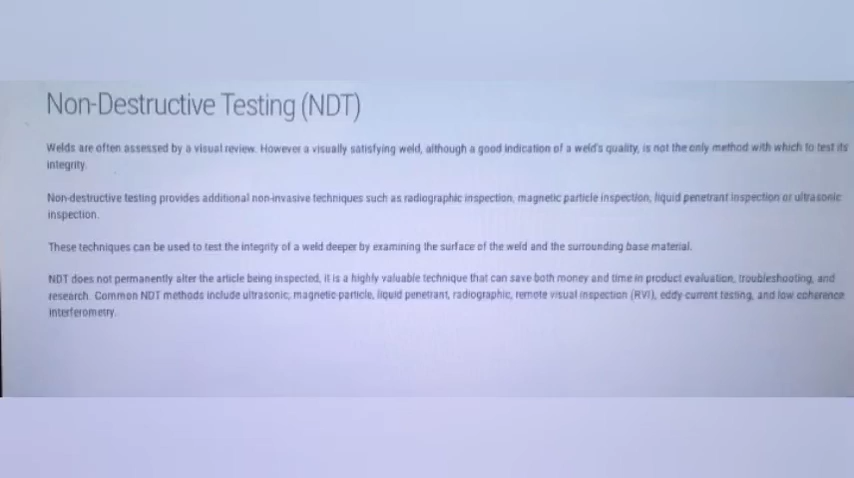 Non-Destructive Testing (NDT)
Welds are often assessed by a visual review. However a visually satisfying weld, although a good indication of a weld's quality, is not the only method with which to test its
integrity.
Non-destructive testing provides additional non-invasive techniques such as radiographic inspection, magnetic particle inspection, liquid penetrant inspection or ultrasonic
inspection.
These techniques can be used to test the integrity of a weld deeper by examining the surface of the weld and the surrounding base material.
NDT does not permanently alter the article being inspected, it is a highly valuable technique that can save both money and time in product evaluation, troubleshooting, and
research. Common NDT methods include ultrasonic, magnetic-particle, liquid penetrant, radiographic, remote visual inspection (RVI), eddy-current testing, and low coherence
interferometry.